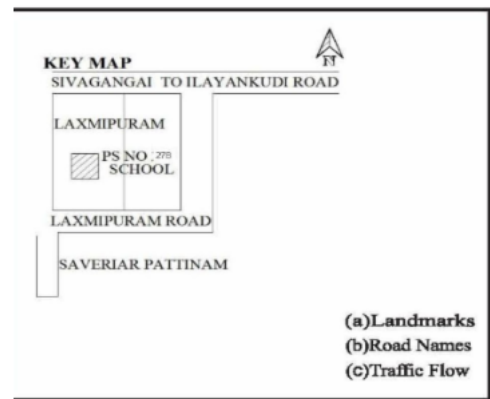 N
KEY MAP
SIVAGANGAI TO ILAYANKUDI ROAD
LAXMIPURAM
PS NO : 278
SCHOOL
LAXMIPURAM ROAD
SAVERIAR PATTINAM
(a)Landmarks
(b)Road Names
(c)Traffic Flow